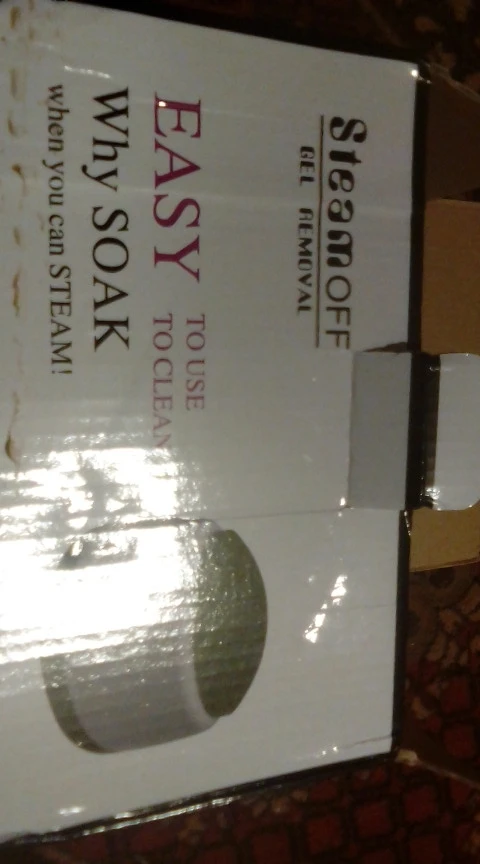 SteamOFF
GEL REMOVAL
EASY TO USE
TO CLEAN
Why SOAK
when you can STEAM!